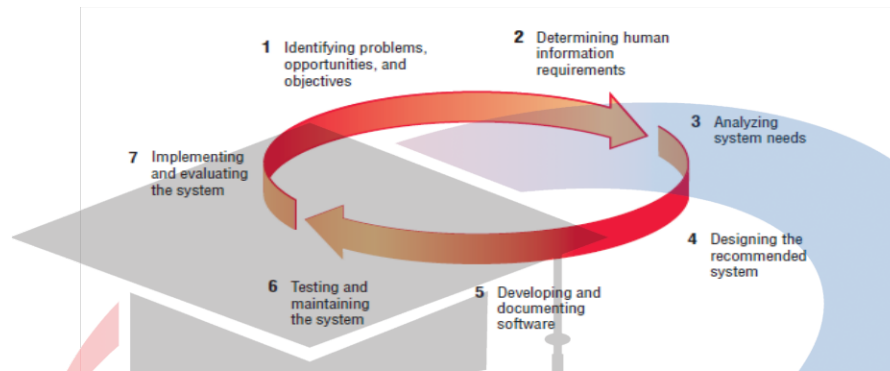 1 Identifying problems,
opportunities, and
objectives
2 Determining human
information
requirements
3 Analyzing
system needs
4 Designing the
recommended
system
5 Developing and
documenting
software
6 Testing and
maintaining
the system
7 Implementing
and evaluating
the system